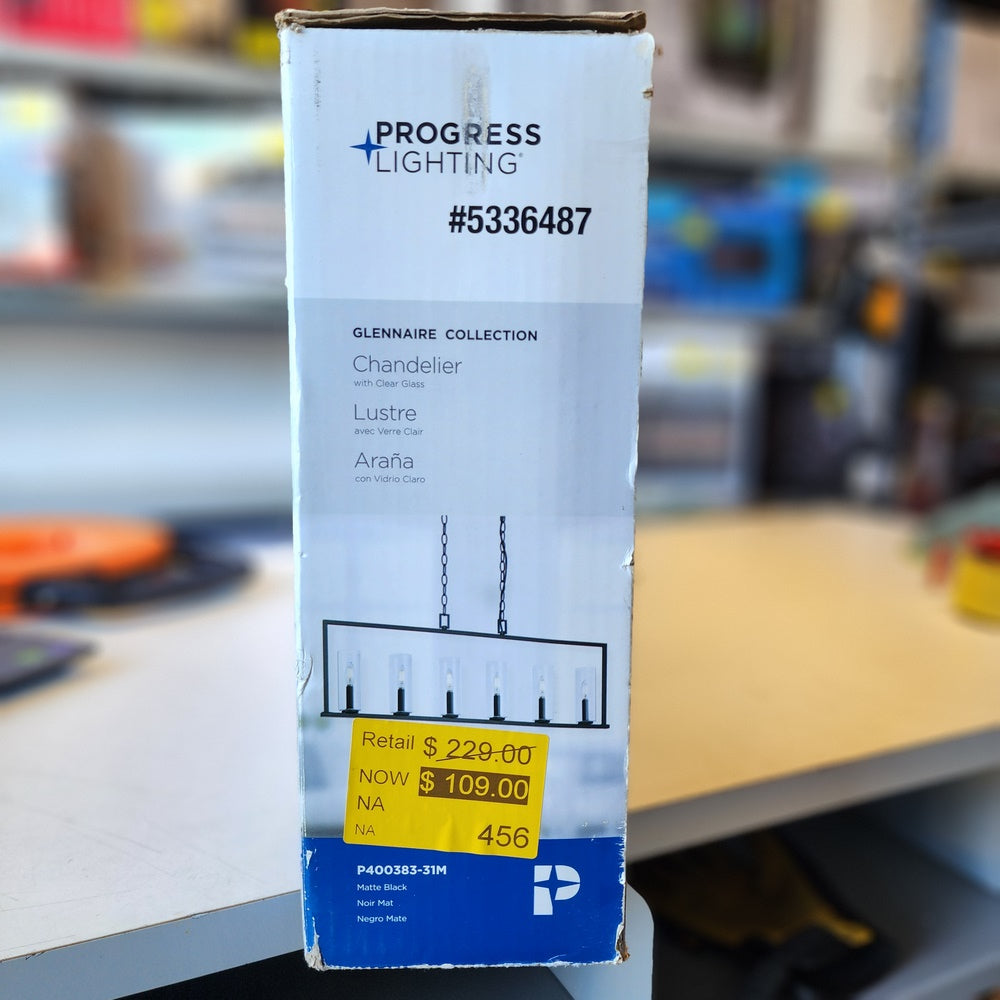 PROGRESS
LIGHTING®
#5336487
GLENNAIRE COLLECTION
Chandelier
with Clear Glass
Lustre
avec Verre Clair
Araña
con Vidrio Claro
Retail $ 229.00
NOW $ 109.00
NA
NA 456
P400383-31M
Matte Black
Noir Mat
Negro Mate